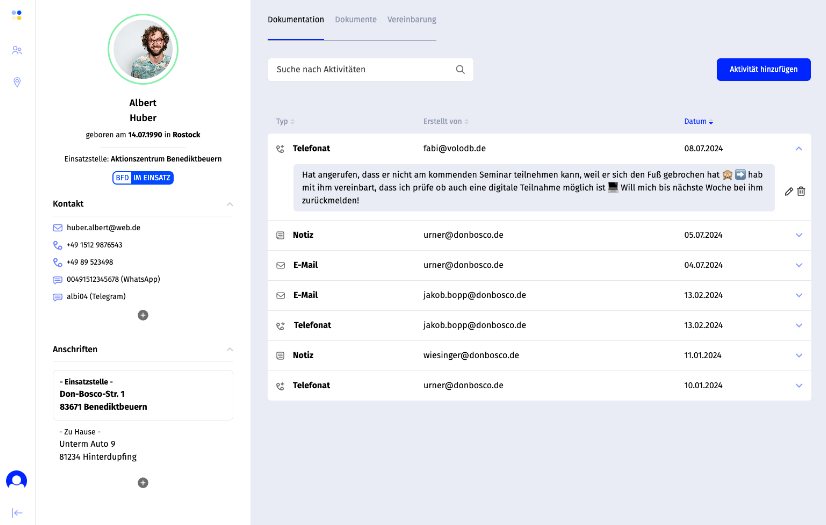 Albert
Huber
geboren am 14.07.1990 in Rostock
Einsatzstelle: Aktionszentrum Benediktbeuern
BFD IM EINSATZ
Kontakt
huber.albert@web.de
+49 1512 9876543
+49 89 523498
00491512345678 (WhatsApp)
albi04 (Telegram)
Anschriften
- Einsatzstelle -
Don-Bosco-Str. 1
83671 Benediktbeuern
- Zu Hause -
Unterm Auto 9
81234 Hinterdupfing
Dokumentation Dokumente Vereinbarung
Suche nach Aktivitäten
Aktivität hinzufügen
Typ Erstellt von Datum
Telefonat fabi@volodb.de 08.07.2024
Hat angerufen, dass er nicht am kommenden Seminar teilnehmen kann, weil er sich den Fuß gebrochen hat 🙊 ➡️ hab
mit ihm vereinbart, dass ich prüfe ob auch eine digitale Teilnahme möglich ist 💻 Will mich bis nächste Woche bei ihm
zurückmelden!
Notiz urner@donbosco.de 05.07.2024
E-Mail urner@donbosco.de 04.07.2024
E-Mail jakob.bopp@donbosco.de 13.02.2024
Telefonat jakob.bopp@donbosco.de 13.02.2024
Notiz wiesinger@donbosco.de 11.01.2024
Telefonat urner@donbosco.de 10.01.2024